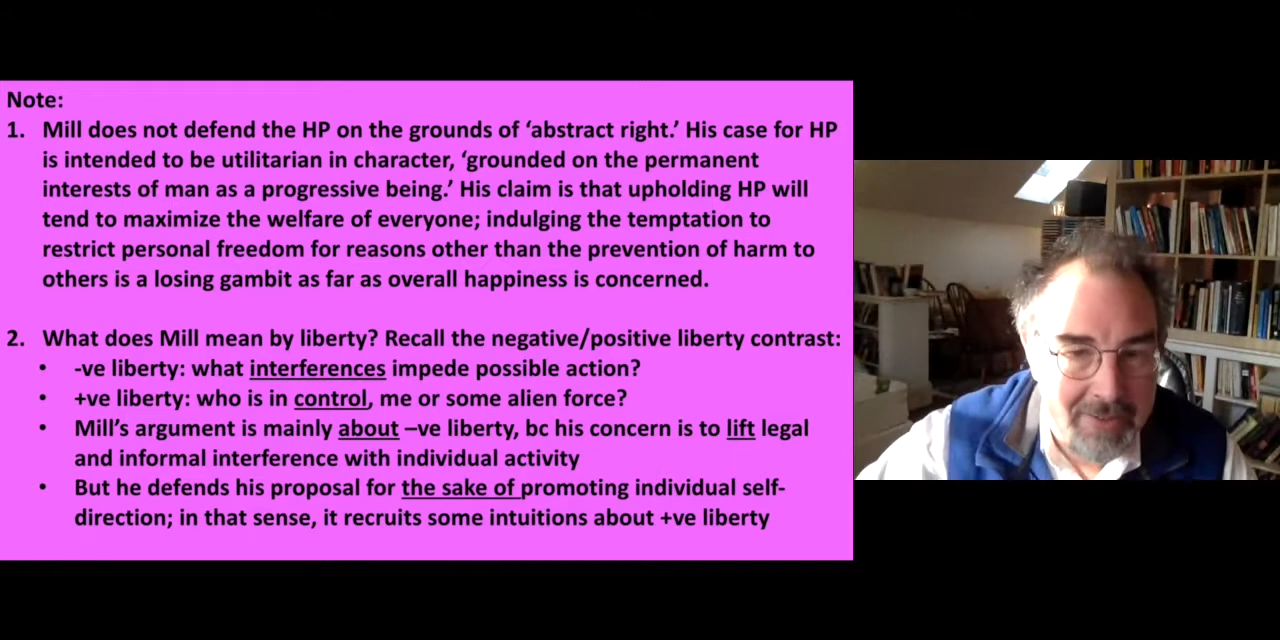 Note:
1. Mill does not defend the HP on the grounds of ‘abstract right.’ His case for HP
is intended to be utilitarian in character, ‘grounded on the permanent
interests of man as a progressive being.’ His claim is that upholding HP will
tend to maximize the welfare of everyone; indulging the temptation to
restrict personal freedom for reasons other than the prevention of harm to
others is a losing gambit as far as overall happiness is concerned.
2. What does Mill mean by liberty? Recall the negative/positive liberty contrast:
• -ve liberty: what interferences impede possible action?
• +ve liberty: who is in control, me or some alien force?
• Mill’s argument is mainly about –ve liberty, bc his concern is to lift legal
and informal interference with individual activity
• But he defends his proposal for the sake of promoting individual self-
direction; in that sense, it recruits some intuitions about +ve liberty